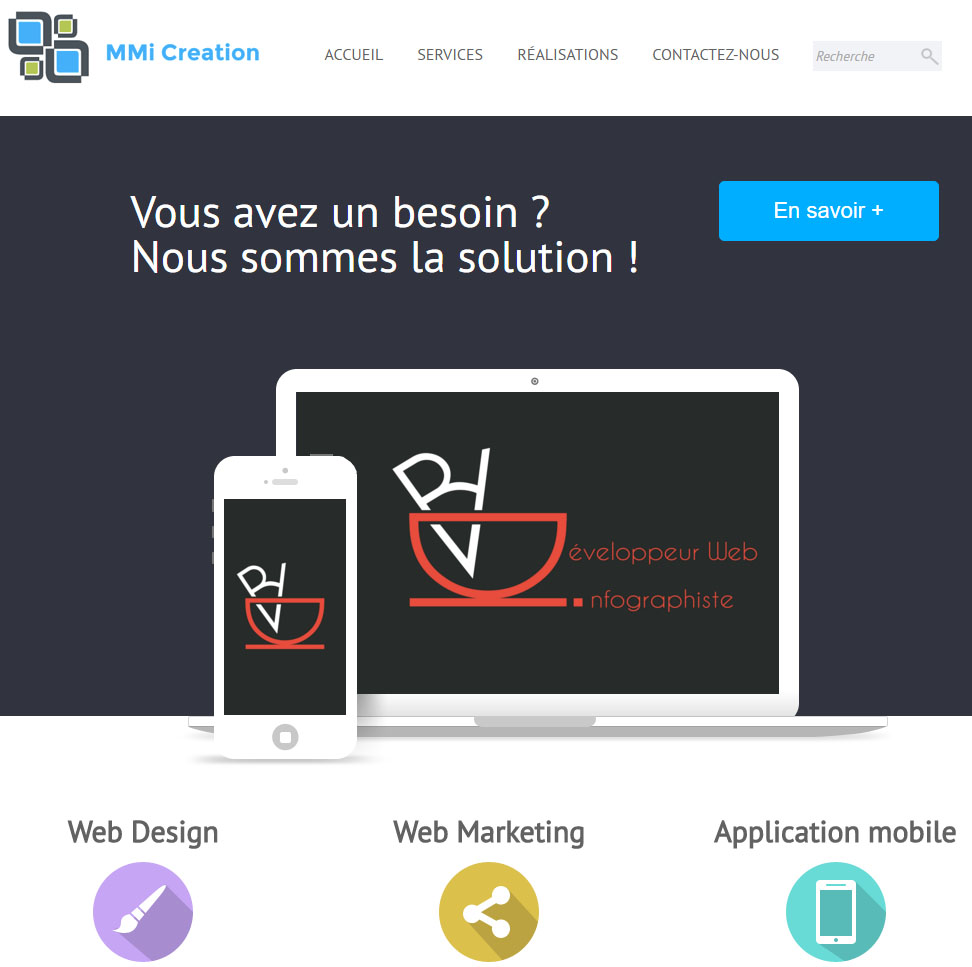 MMi Creation
ACCUEIL SERVICES RÉALISATIONS CONTACTEZ-NOUS Recherche
Vous avez un besoin ?
Nous sommes la solution !
En savoir +
éveloppeur Web
nfographiste
Web Design Web Marketing Application mobile